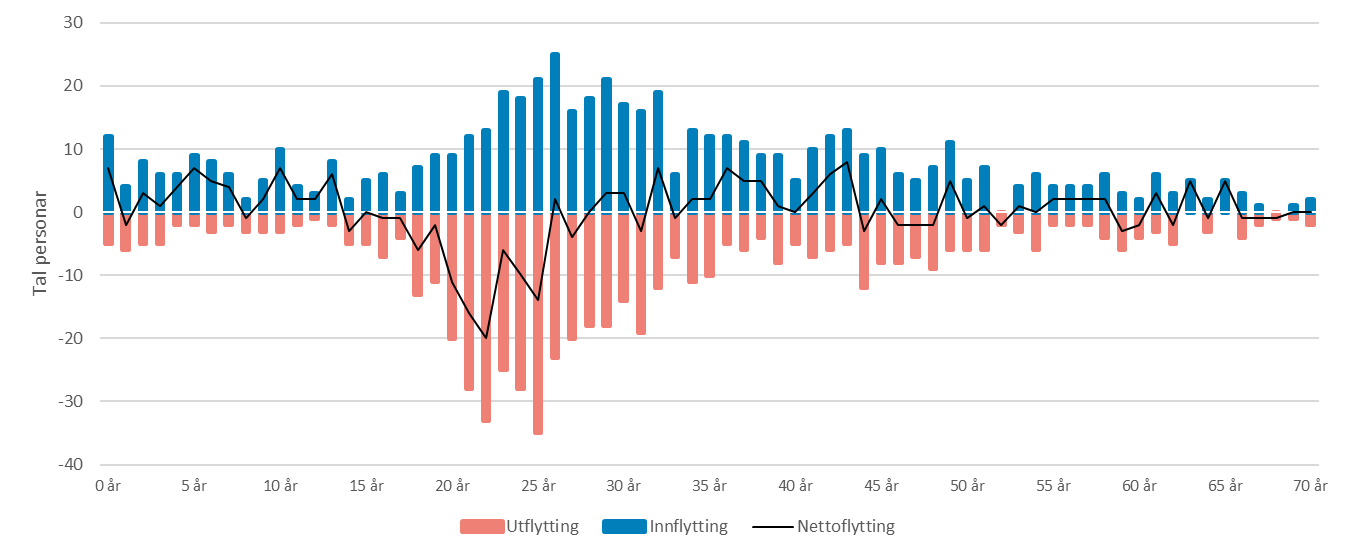 30
20
10
0
-10
-20
-30
-40
Tal personar
0 år 5 år 10 år 15 år 20 år 25 år 30 år 35 år 40 år 45 år 50 år 55 år 60 år 65 år 70 år
Utflytting Innflytting Nettoflytting